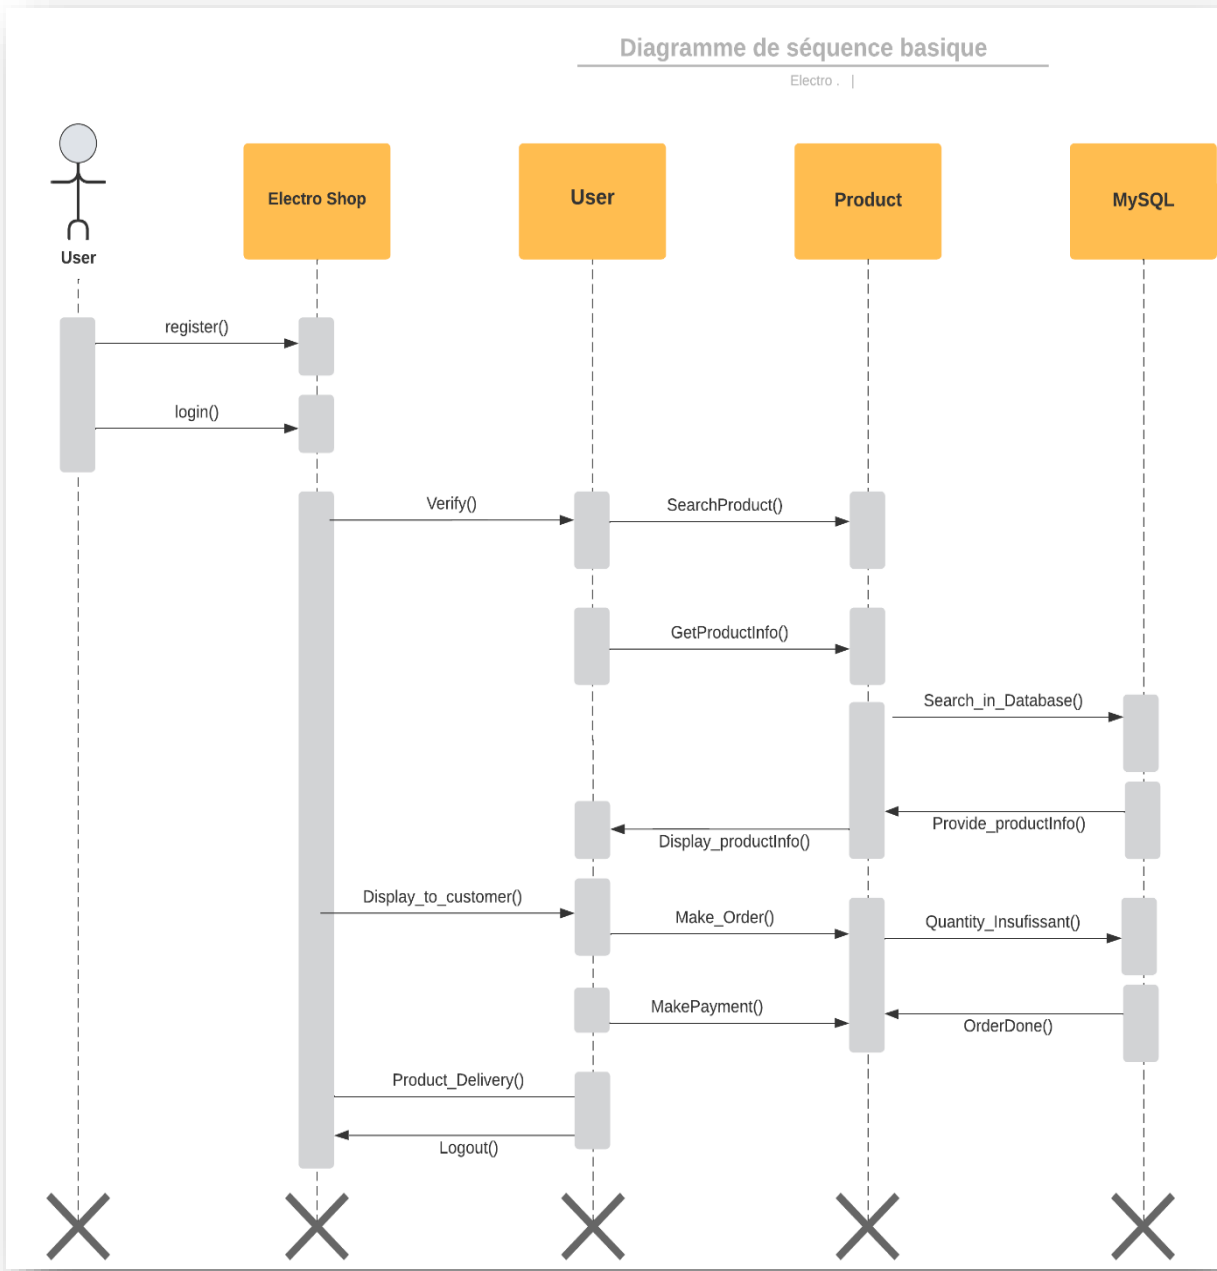 Diagramme de séquence basique
Electro . |
User
Electro Shop
User
Product
MySQL
register()
login()
Verify()
SearchProduct()
GetProductInfo()
Search_in_Database()
Provide_productInfo()
Display_productInfo()
Display_to_customer()
Make_Order()
Quantity_Insufissant()
MakePayment()
OrderDone()
Product_Delivery()
Logout()